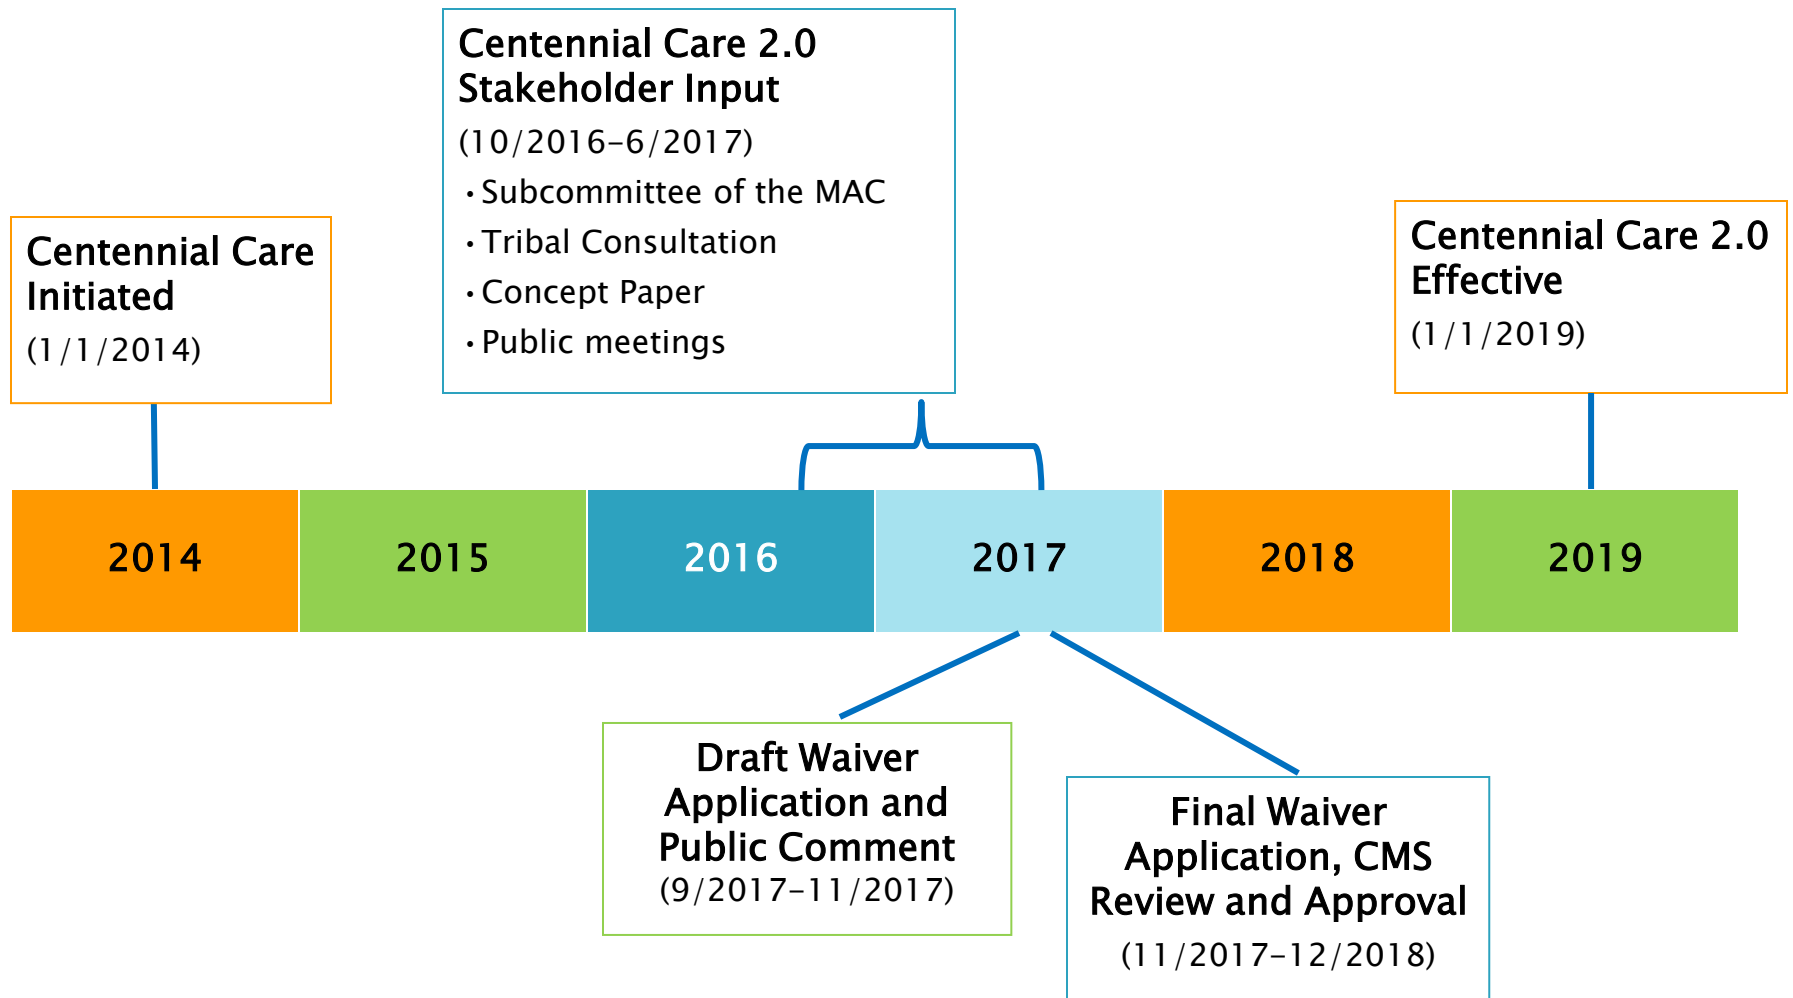 Centennial Care 2.0
Stakeholder Input
(10/2016–6/2017)
• Subcommittee of the MAC
• Tribal Consultation
• Concept Paper
• Public meetings
Centennial Care
Initiated
(1/1/2014)
Centennial Care 2.0
Effective
(1/1/2019)
2014
2015
2016
2017
2018
2019
Draft Waiver
Application and
Public Comment
(9/2017–11/2017)
Final Waiver
Application, CMS
Review and Approval
(11/2017–12/2018)